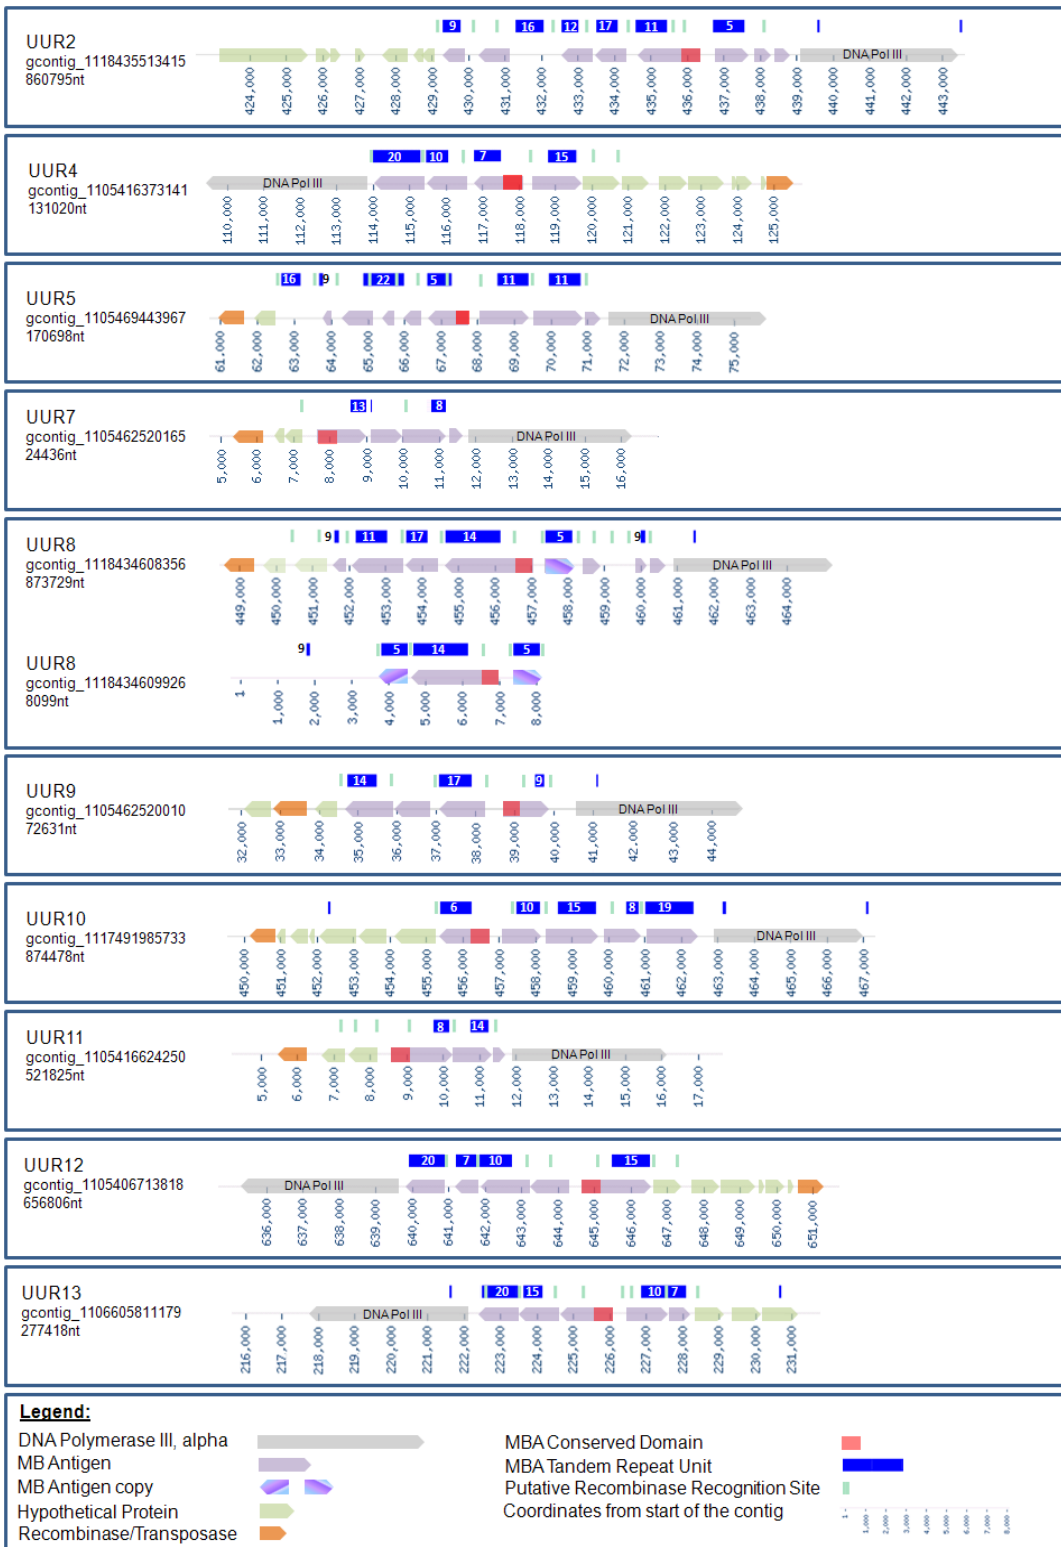 UUR2
gcontig_1118435513415
860795nt
9 16 12 17 11 5
DNA Pol III
424,000 425,000 426,000 427,000 428,000 429,000 430,000 431,000 432,000 433,000 434,000 435,000 436,000 437,000 438,000 439,000 440,000 441,000 442,000 443,000
UUR4
gcontig_1105416373141
131020nt
20 10 7 15
DNA Pol III
110,000 111,000 112,000 113,000 114,000 115,000 116,000 117,000 118,000 119,000 120,000 121,000 122,000 123,000 124,000 125,000
UUR5
gcontig_1105469443967
170698nt
16 9 22 5 11 11
DNA Pol III
61,000 62,000 63,000 64,000 65,000 66,000 67,000 68,000 69,000 70,000 71,000 72,000 73,000 74,000 75,000
UUR7
gcontig_1105462520165
24436nt
13 8
DNA Pol III
5,000 6,000 7,000 8,000 9,000 10,000 11,000 12,000 13,000 14,000 15,000 16,000
UUR8
gcontig_1118434608356
873729nt
9 11 17 14 5 9
DNA Pol III
449,000 450,000 451,000 452,000 453,000 454,000 455,000 456,000 457,000 458,000 459,000 460,000 461,000 462,000 463,000 464,000
UUR8
gcontig_1118434609926
8099nt
9 5 14 5
1 1,000 2,000 3,000 4,000 5,000 6,000 7,000 8,000
UUR9
gcontig_1105462520010
72631nt
14 17 9
DNA Pol III
32,000 33,000 34,000 35,000 36,000 37,000 38,000 39,000 40,000 41,000 42,000 43,000 44,000
UUR10
gcontig_1117491985733
874478nt
6 10 15 8 19
DNA Pol III
450,000 451,000 452,000 453,000 454,000 455,000 456,000 457,000 458,000 459,000 460,000 461,000 462,000 463,000 464,000 465,000 466,000 467,000
UUR11
gcontig_1105416624250
521825nt
8 14
DNA Pol III
5,000 6,000 7,000 8,000 9,000 10,000 11,000 12,000 13,000 14,000 15,000 16,000 17,000
UUR12
gcontig_1105406713818
656806nt
20 7 10 15
DNA Pol III
636,000 637,000 638,000 639,000 640,000 641,000 642,000 643,000 644,000 645,000 646,000 647,000 648,000 649,000 650,000 651,000
UUR13
gcontig_1106605811179
277418nt
20 15 10 7
DNA Pol III
216,000 217,000 218,000 219,000 220,000 221,000 222,000 223,000 224,000 225,000 226,000 227,000 228,000 229,000 230,000 231,000
Legend:
DNA Polymerase III, alpha
MB Antigen
MB Antigen copy
Hypothetical Protein
Recombinase/Transposase
MBA Conserved Domain
MBA Tandem Repeat Unit
Putative Recombinase Recognition Site
Coordinates from start of the contig
1 1,000 2,000 3,000 4,000 5,000 6,000 7,000 8,000